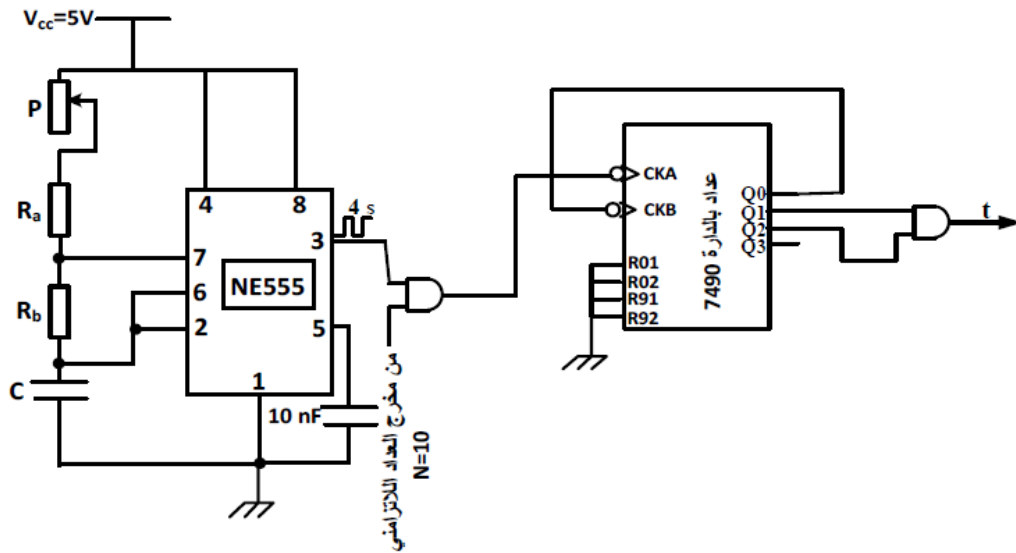 Vcc=5V
P
Ra
Rb
C
4
8
7
6
2
3
5
1
NE555
4 s
10 nF
من مخرج العداد اللاتزامني
N=10
CKA
CKB
R01
R02
R91
R92
عداد بالدارة 7490
Q0
Q1
Q2
Q3
t